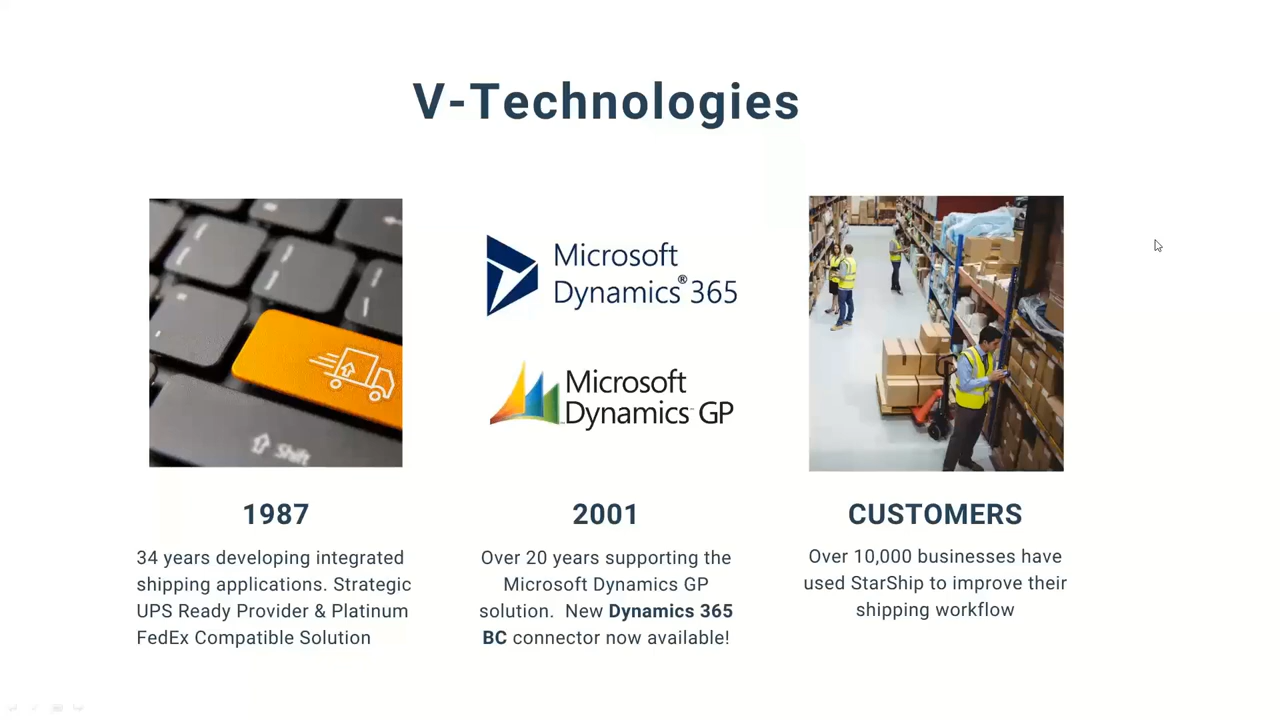 V-Technologies
Microsoft
Dynamics® 365
Microsoft
Dynamics GP
Shift
1987
34 years developing integrated
shipping applications. Strategic
UPS Ready Provider & Platinum
FedEx Compatible Solution
2001
Over 20 years supporting the
Microsoft Dynamics GP
solution. New Dynamics 365
BC connector now available!
CUSTOMERS
Over 10,000 businesses have
used StarShip to improve their
shipping workflow